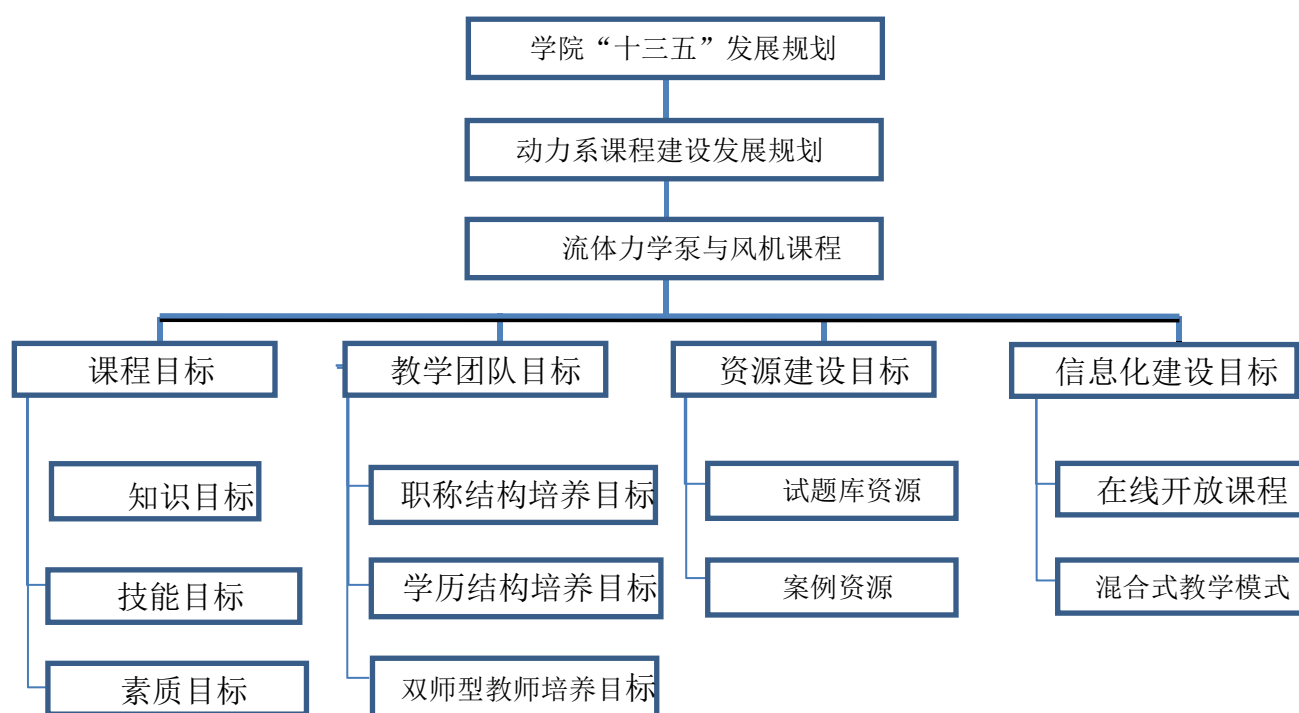 学院“十三五”发展规划
动力系课程建设发展规划
流体力学泵与风机课程
课程目标
教学团队目标
资源建设目标
信息化建设目标
知识目标
职称结构培养目标
试题库资源
在线开放课程
技能目标
学历结构培养目标
案例资源
混合式教学模式
素质目标
双师型教师培养目标